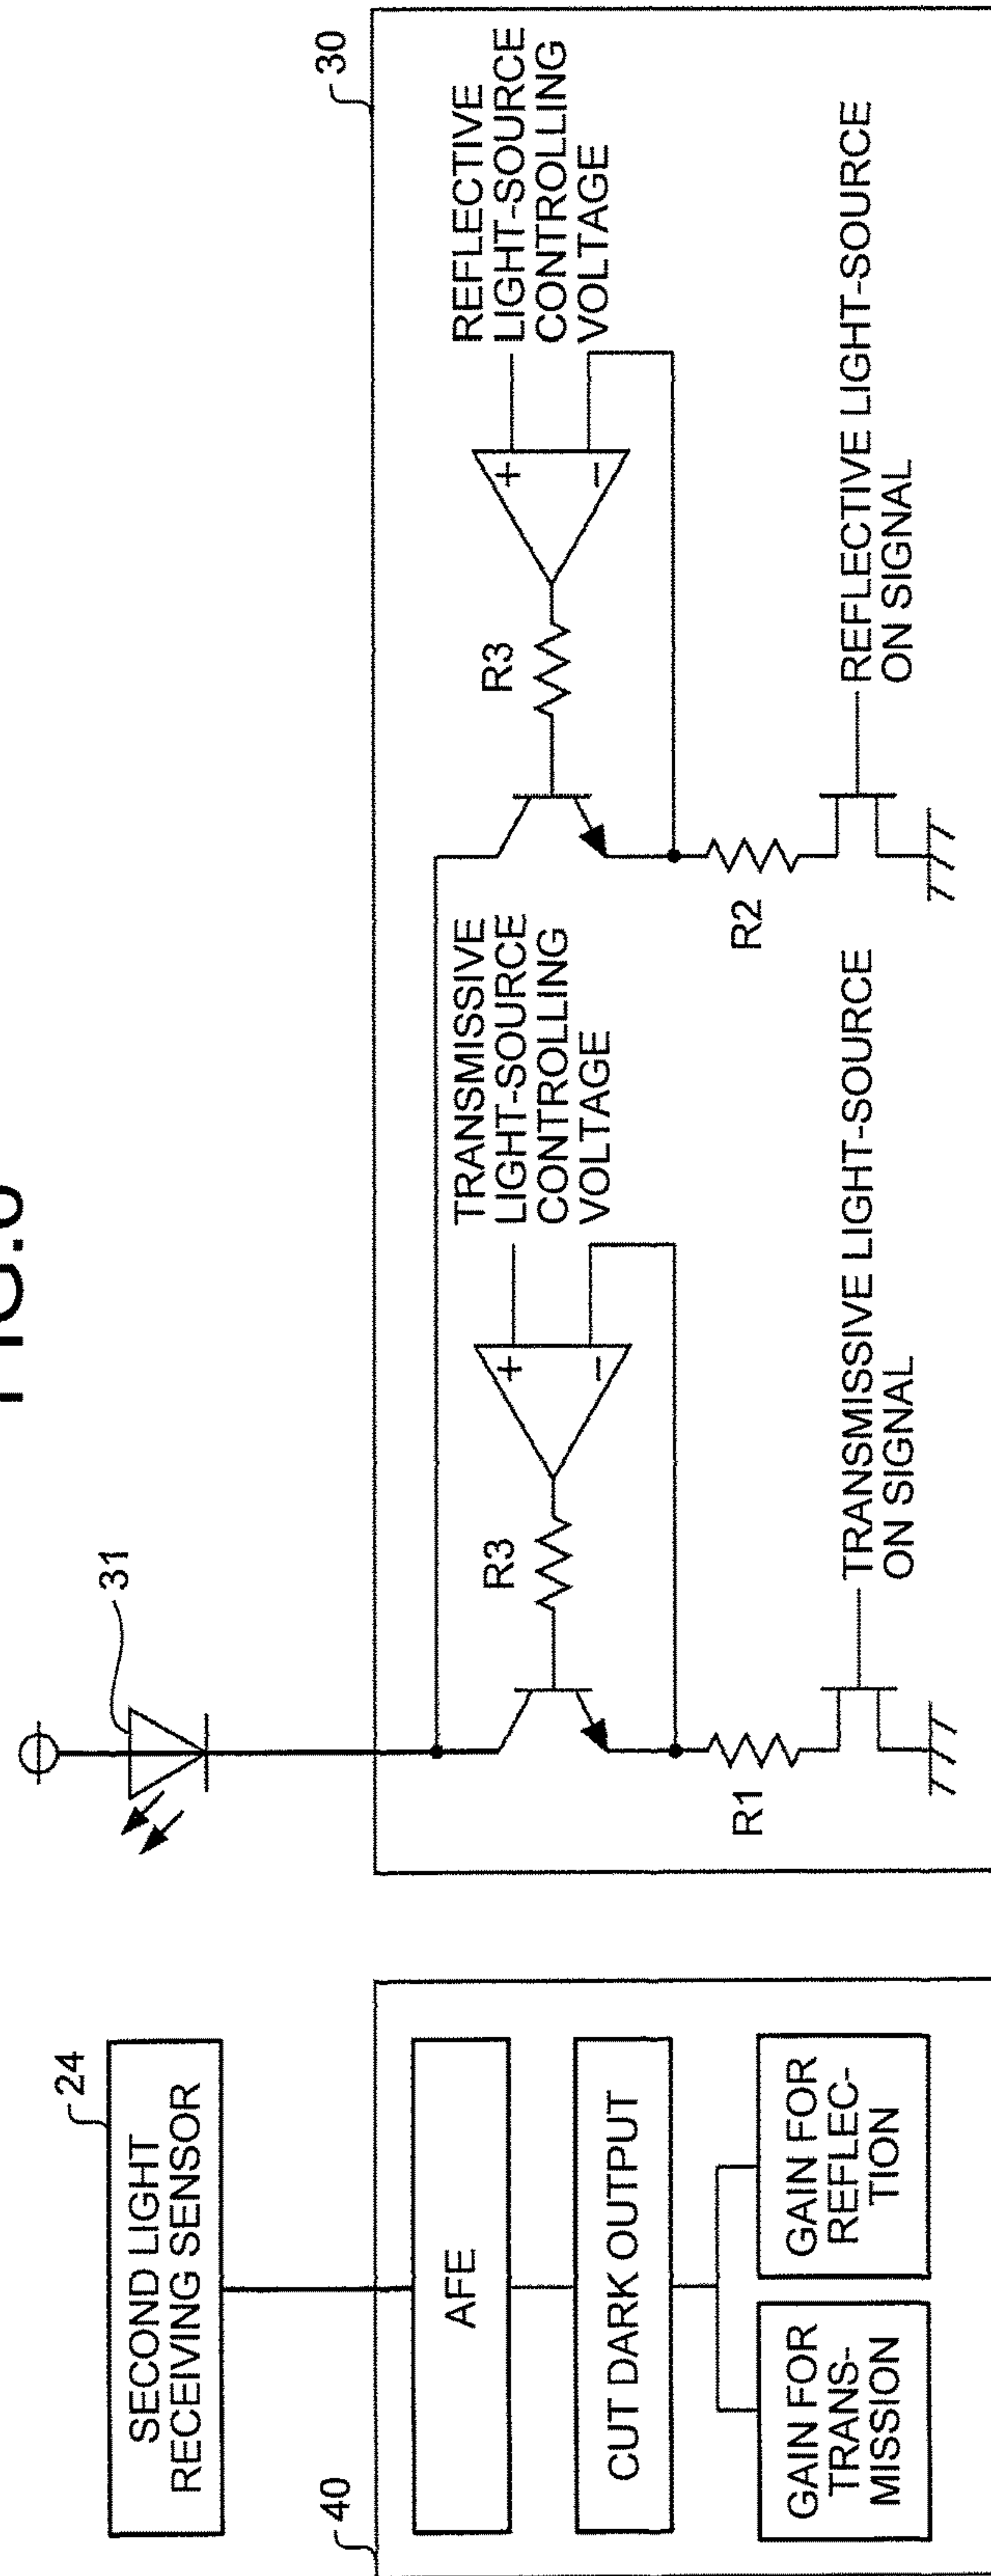 FIG.
SECOND LIGHT
RECEIVING SENSOR
24
40
AFE
CUT DARK OUTPUT
GAIN FOR
TRANS-
MISSION
GAIN FOR
REFLEC-
TION
31
30
TRANSMISSIVE
LIGHT-SOURCE
CONTROLLING
VOLTAGE
+
−
R3
R1
TRANSMISSIVE LIGHT-SOURCE
ON SIGNAL
REFLECTIVE
LIGHT-SOURCE
CONTROLLING
VOLTAGE
+
−
R3
R2
REFLECTIVE LIGHT-SOURCE
ON SIGNAL